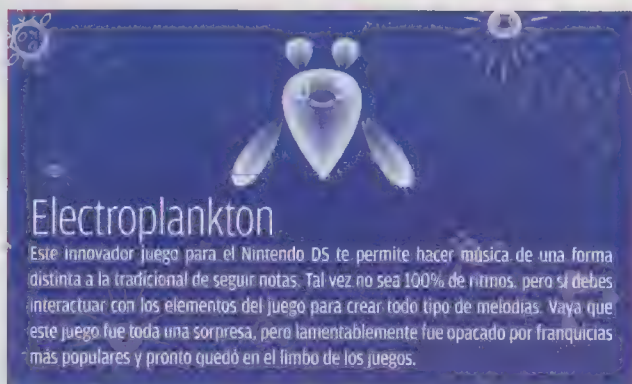 Electroplankton
Este innovador juego para el Nintendo DS te permite hacer música de una forma
distinta a la tradicional de seguir notas. Tal vez no sea 100% de ritmos, pero sí debes
interactuar con los elementos del juego para crear todo tipo de melodías. Vaya que
este juego fue toda una sorpresa, pero lamentablemente fue opacado por franquicias
más populares y pronto quedó en el limbo de los juegos.